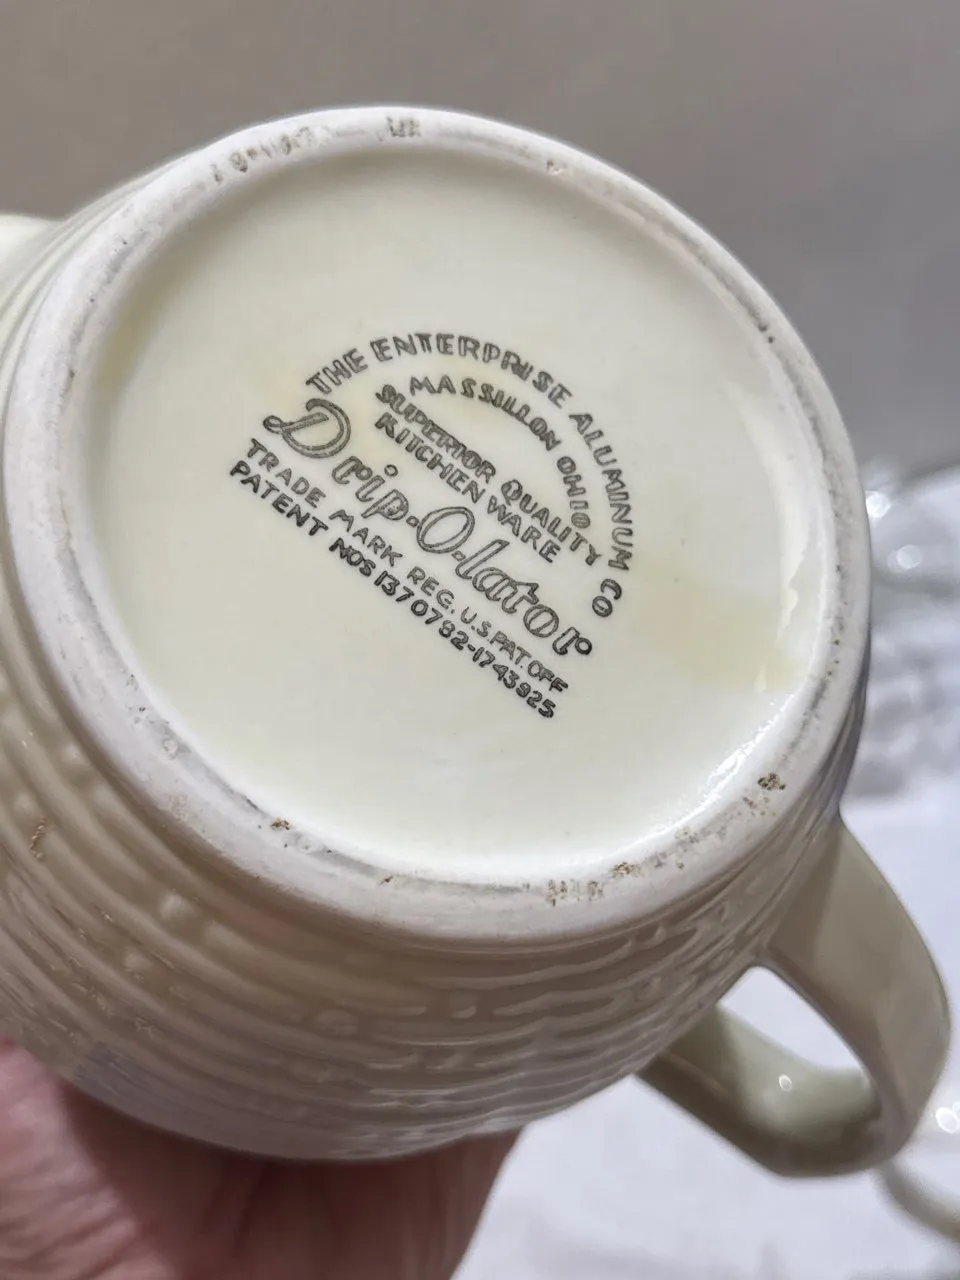 THE ENTERPRISE ALUMINUM CO
MASSILLON OHIO
SUPERIOR QUALITY
KITCHEN WARE
Drip-O-lator
TRADE MARK REG. U.S. PAT. OFF
PATENT NOS 1370782-1743925